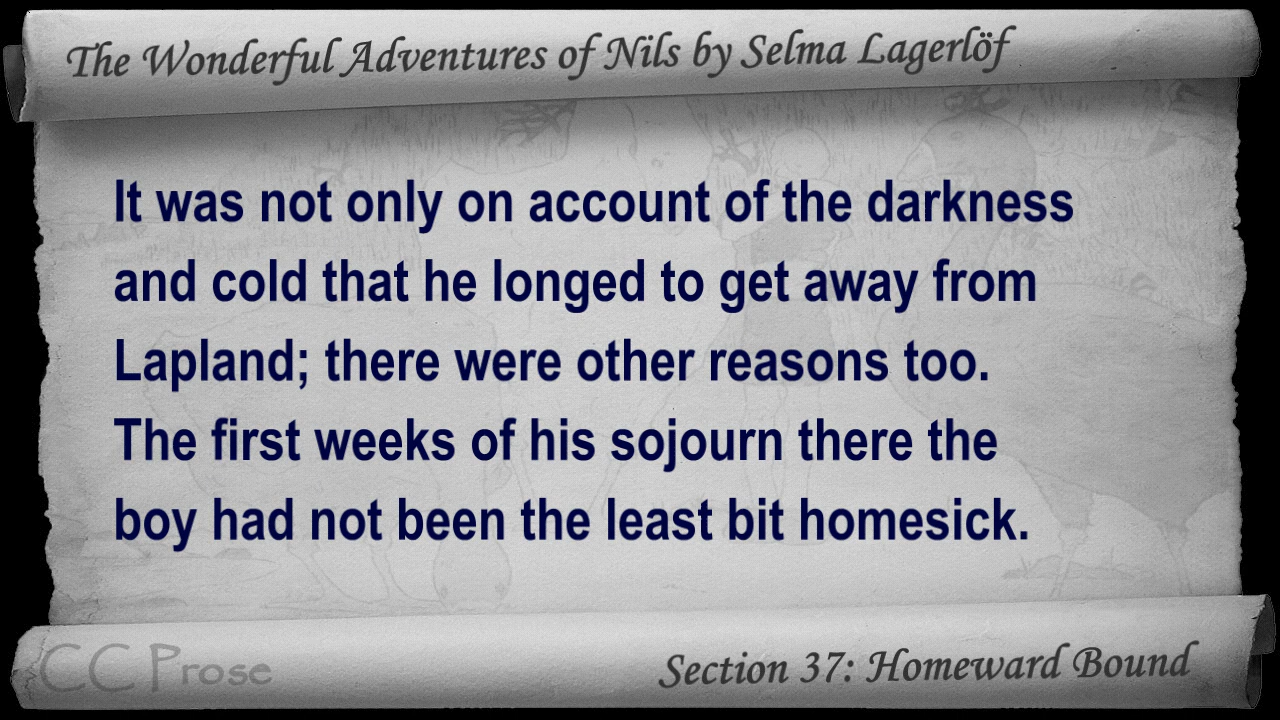 The Wonderful Adventures of Nils by Selma Lagerlöf
It was not only on account of the darkness
and cold that he longed to get away from
Lapland; there were other reasons too.
The first weeks of his sojourn there the
boy had not been the least bit homesick.
CC Prose
Section 37: Homeward Bound